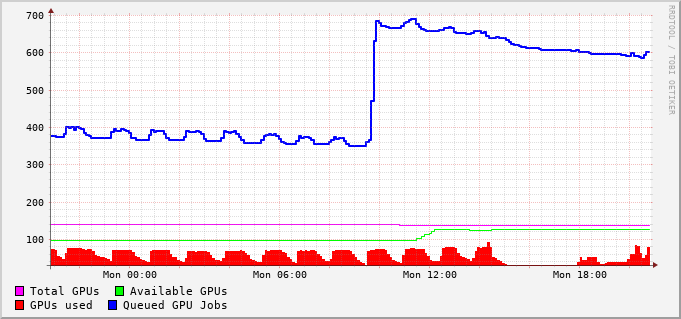 700
600
500
400
300
200
100
Mon 00:00 Mon 06:00 Mon 12:00 Mon 18:00
Total GPUs Available GPUs
GPUs used Queued GPU Jobs
RRDTOOL / TOBI OETIKER